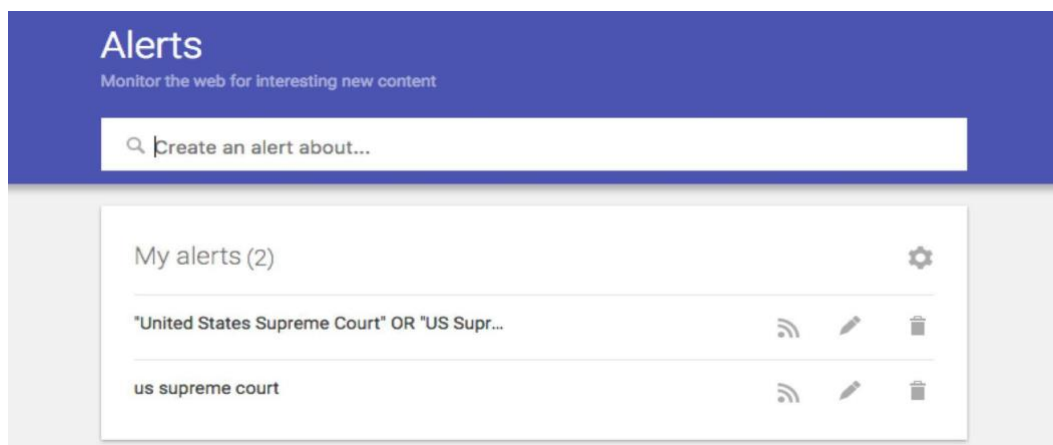 Alerts
Monitor the web for interesting new content
Create an alert about...
My alerts (2)
"United States Supreme Court" OR "US Supr...
us supreme court